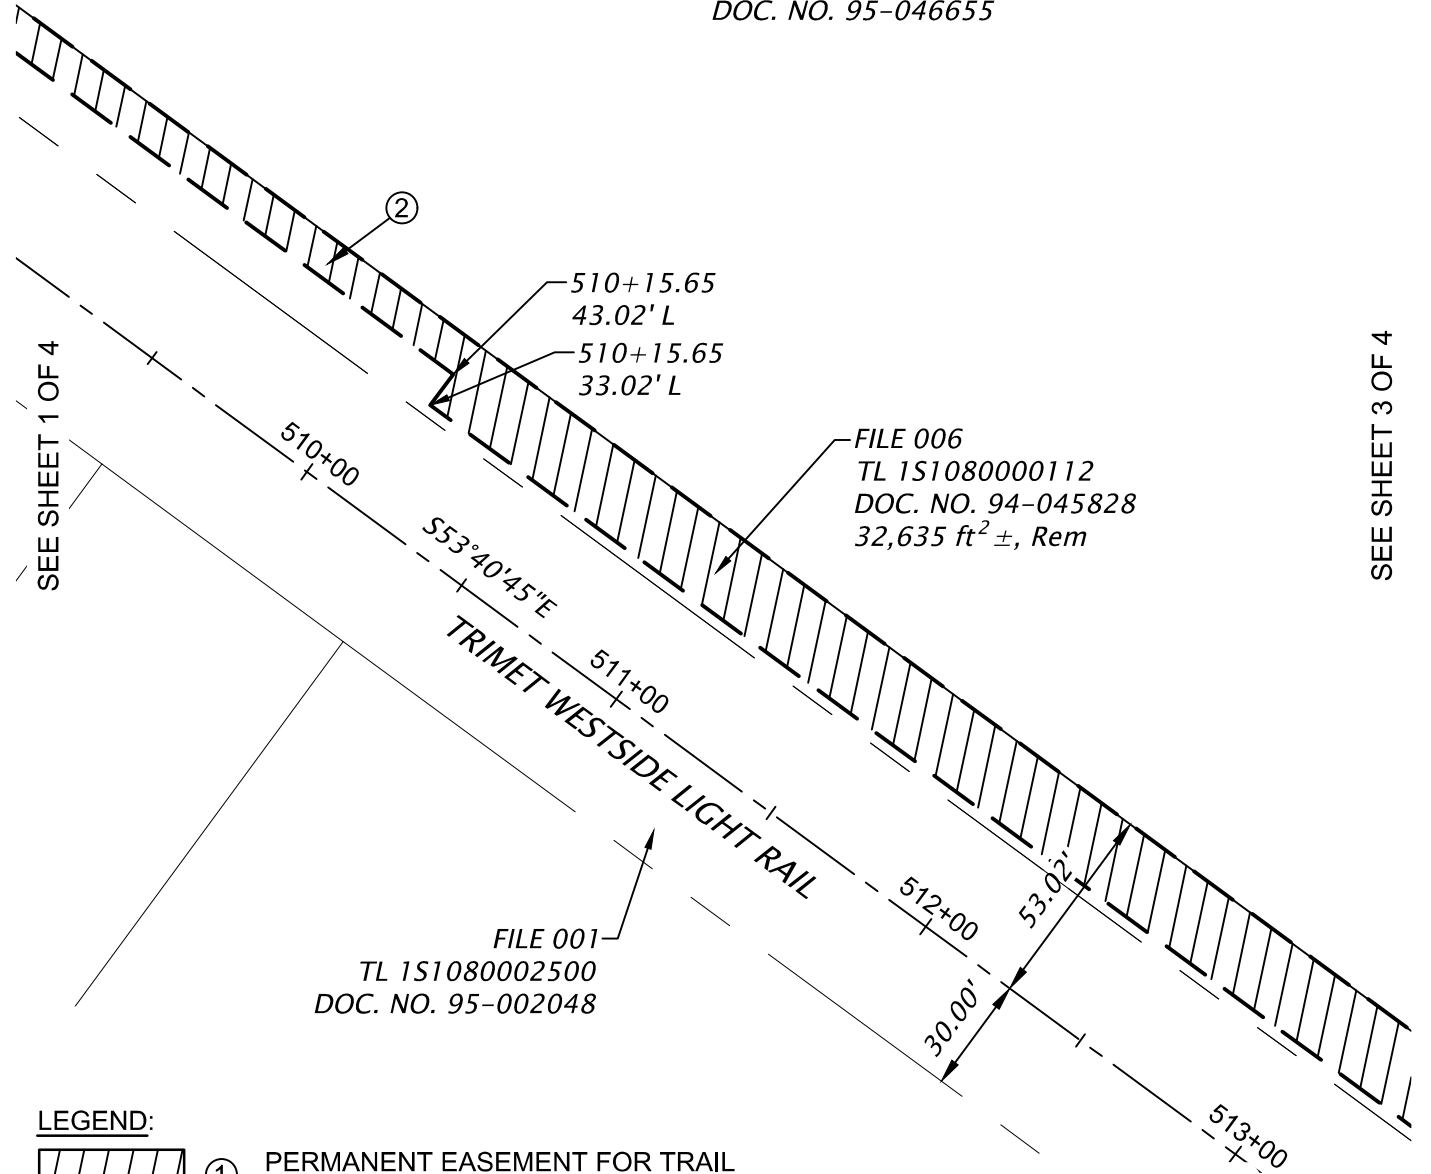 DOC. NO. 95-046655
2
510+15.65
43.02' L
510+15.65
33.02' L
SEE SHEET 1 OF 4
SEE SHEET 3 OF 4
510+00
FILE 006
TL 1S1080000112
DOC. NO. 94-045828
32,635 ft² ±, Rem
S53°40'45"E
511+00
TRIMET WESTSIDE LIGHT RAIL
512+00
53.02'
FILE 001
TL 1S1080002500
DOC. NO. 95-002048
30.00'
513+00
LEGEND:
1 PERMANENT EASEMENT FOR TRAIL